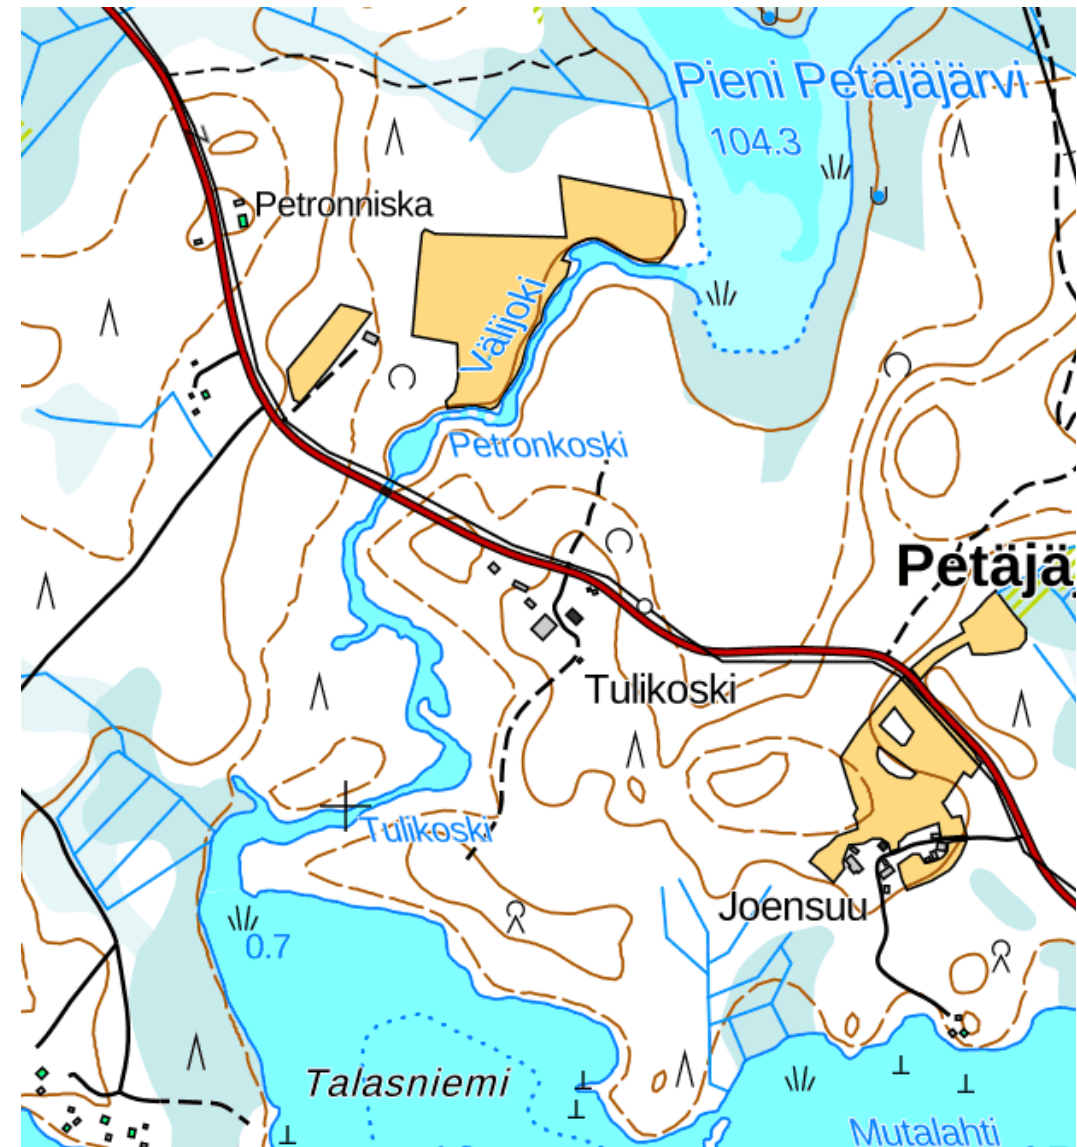 Pieni Petäjäjärvi
104.3
Petronniska
Välijoki
Petronkoski
Petäjä
Tulikoski
Tulikoski
Joensuu
0.7
Talasniemi
Mutalahti